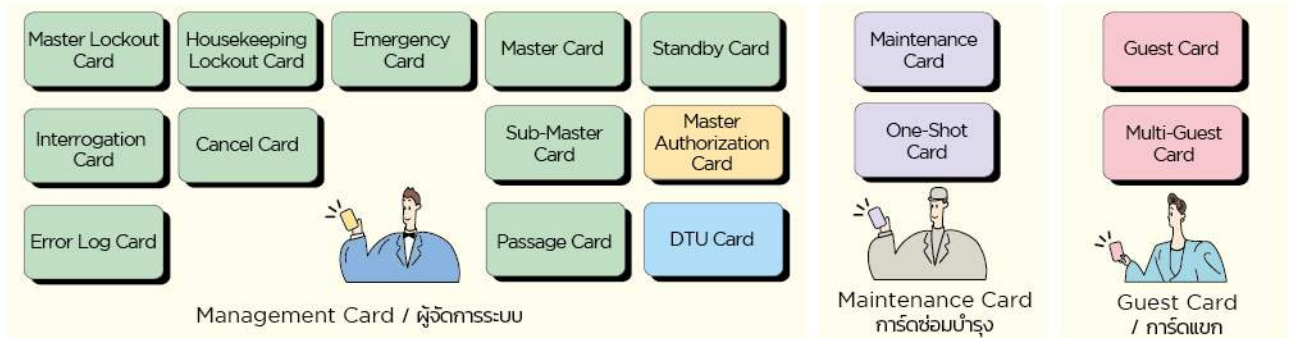 Master Lockout
Card
Housekeeping
Lockout Card
Emergency
Card
Master Card
Standby Card
Interrogation
Card
Cancel Card
Sub-Master
Card
Master
Authorization
Card
Error Log Card
Passage Card
DTU Card
Management Card / ผู้จัดการระบบ
Maintenance
Card
One-Shot
Card
Maintenance Card
การ์ดซ่อมบำรุง
Guest Card
Multi-Guest
Card
Guest Card
/ การ์ดแขก